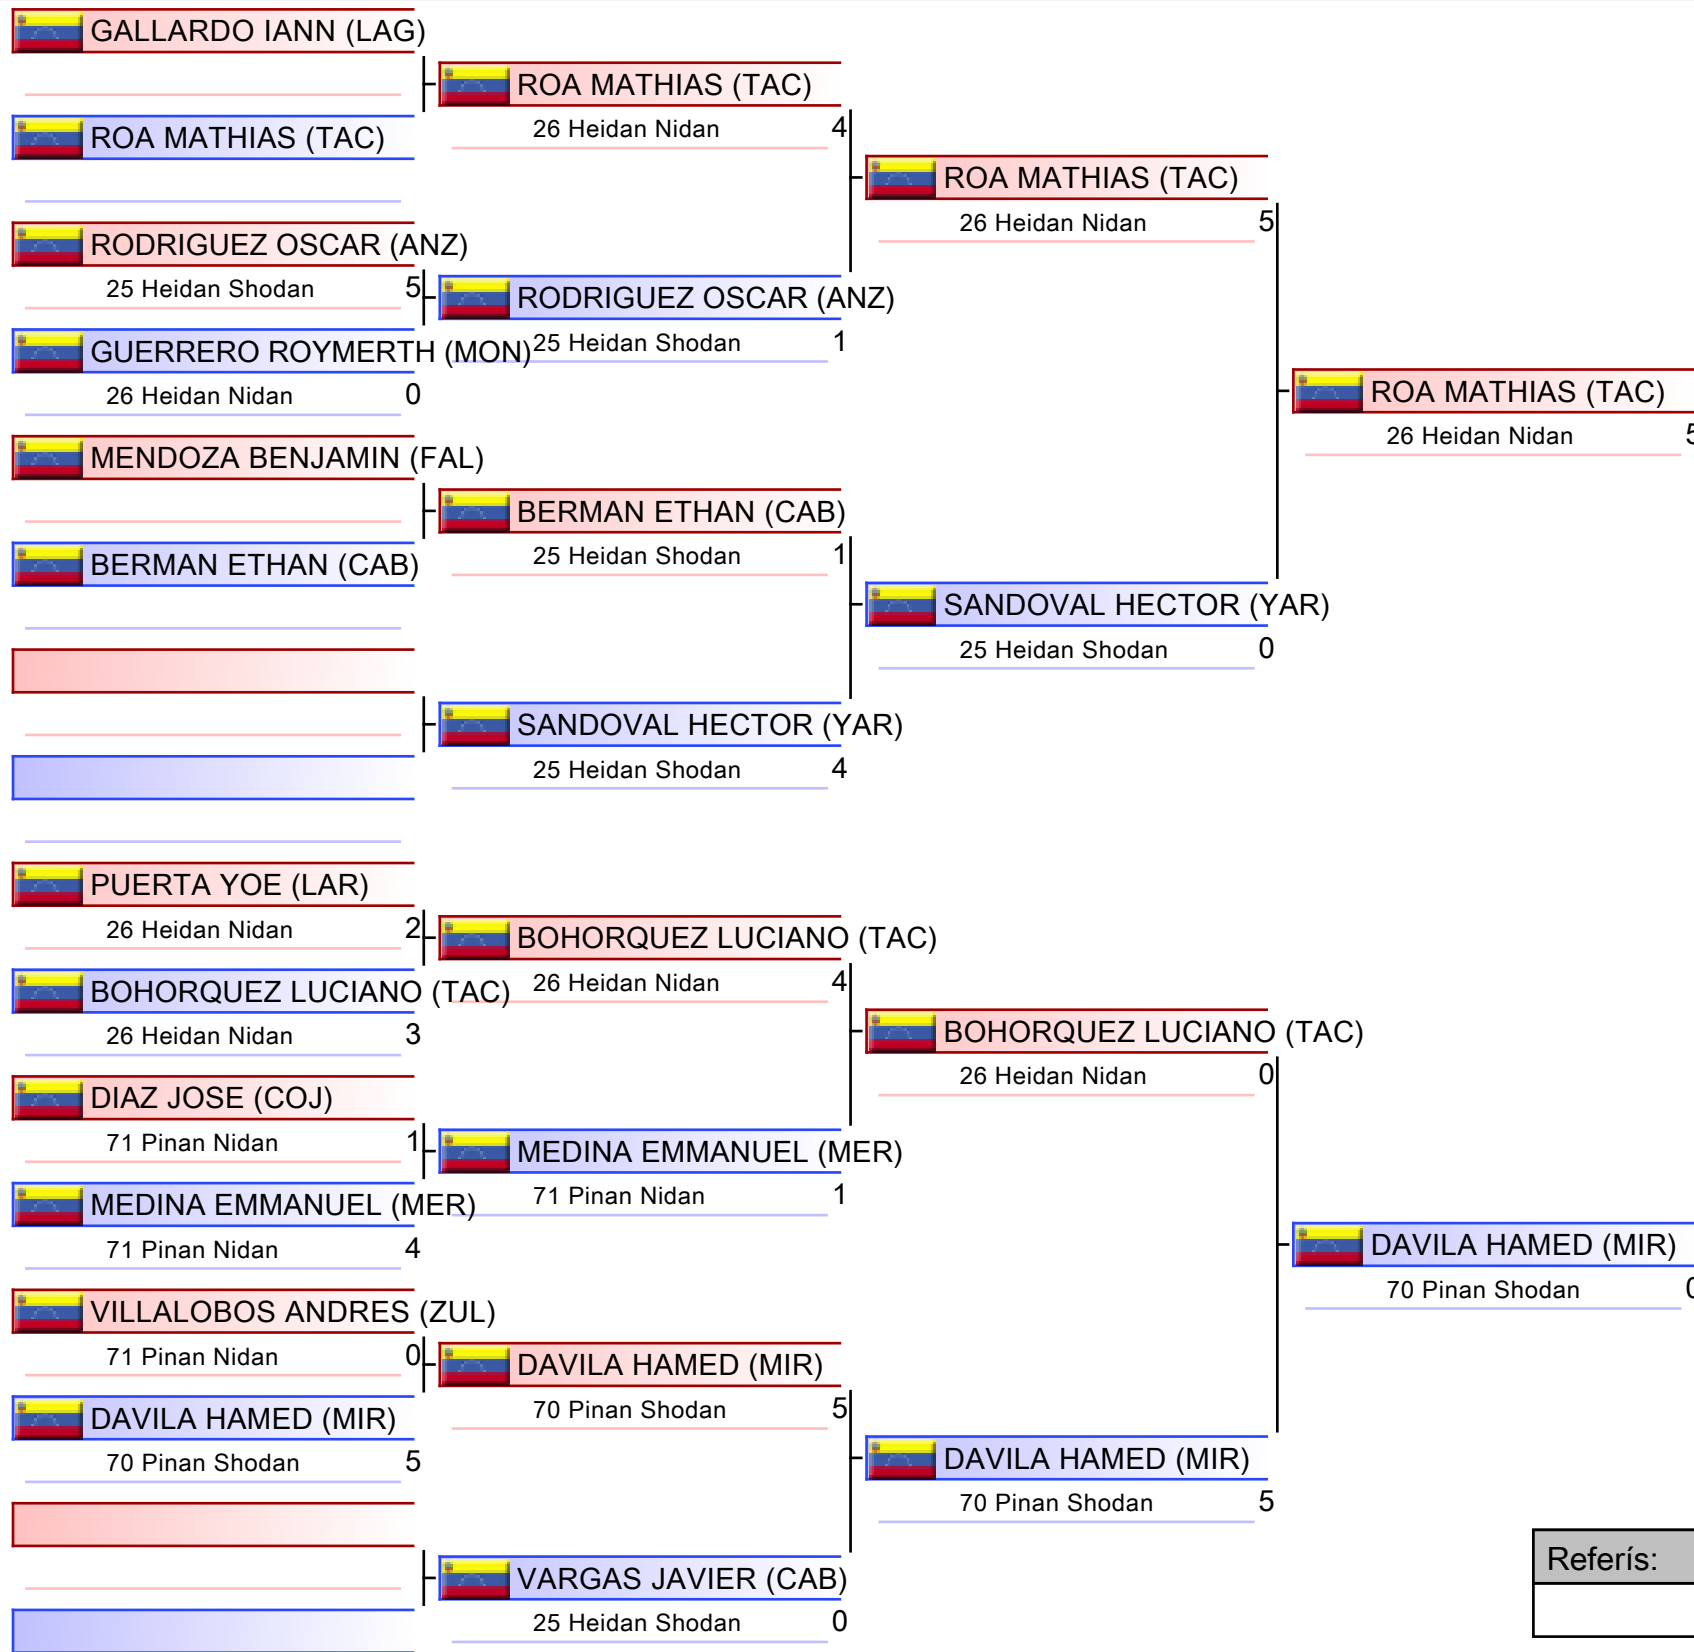 GALLARDO IANN (LAG)
ROA MATHIAS (TAC)
RODRIGUEZ OSCAR (ANZ)
25 Heidan Shodan 5
GUERRERO ROYMERTH (MON)
26 Heidan Nidan 0
MENDOZA BENJAMIN (FAL)
BERMAN ETHAN (CAB)
PUERTA YOE (LAR)
26 Heidan Nidan 2
BOHORQUEZ LUCIANO (TAC)
26 Heidan Nidan 3
DIAZ JOSE (COJ)
71 Pinan Nidan 1
MEDINA EMMANUEL (MER)
71 Pinan Nidan 4
VILLALOBOS ANDRES (ZUL)
71 Pinan Nidan 0
DAVILA HAMED (MIR)
70 Pinan Shodan 5
ROA MATHIAS (TAC)
26 Heidan Nidan 4
RODRIGUEZ OSCAR (ANZ)
25 Heidan Shodan 1
BERMAN ETHAN (CAB)
25 Heidan Shodan 1
SANDOVAL HECTOR (YAR)
25 Heidan Shodan 4
BOHORQUEZ LUCIANO (TAC)
26 Heidan Nidan 4
MEDINA EMMANUEL (MER)
71 Pinan Nidan 1
DAVILA HAMED (MIR)
70 Pinan Shodan 5
VARGAS JAVIER (CAB)
25 Heidan Shodan 0
ROA MATHIAS (TAC)
26 Heidan Nidan 5
SANDOVAL HECTOR (YAR)
25 Heidan Shodan 0
BOHORQUEZ LUCIANO (TAC)
26 Heidan Nidan 0
DAVILA HAMED (MIR)
70 Pinan Shodan 5
ROA MATHIAS (TAC)
26 Heidan Nidan 5
DAVILA HAMED (MIR)
70 Pinan Shodan 0
Referís: